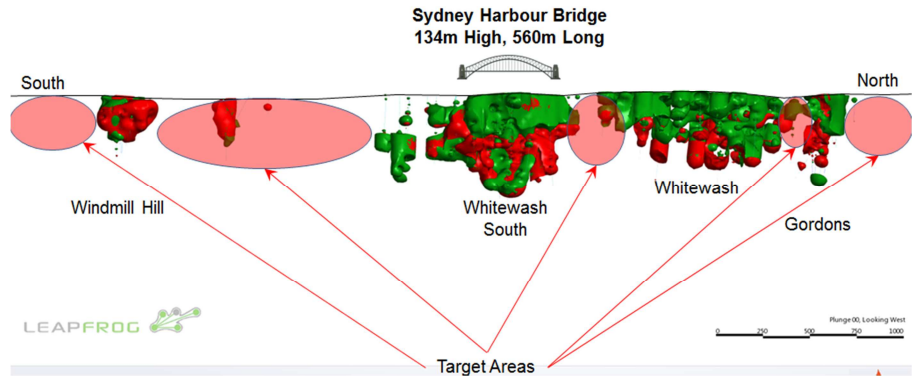 Sydney Harbour Bridge
134m High, 560m Long
South
North
Windmill Hill
Whitewash
South
Whitewash
Gordons
LEAPFROG
Plunge 00, Looking West
0 250 500 750 1000
Target Areas